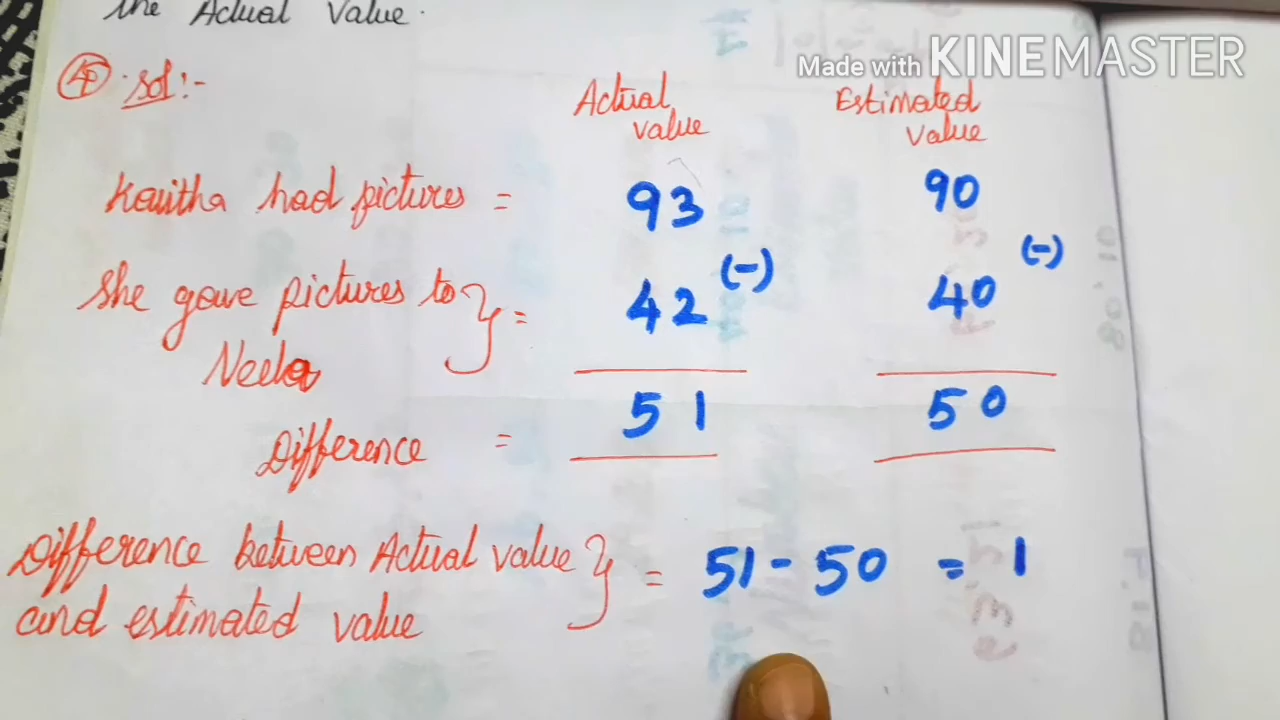 the Actual Value.
Made with KINEMASTER
④ Sol:-
Actual value
Estimated value
Kavitha had pictures = 93 90
She gave pictures to Neela } = 42 (-) 40 (-)
Difference = 51 50
Difference between Actual value
and estimated value } = 51 - 50 = 1